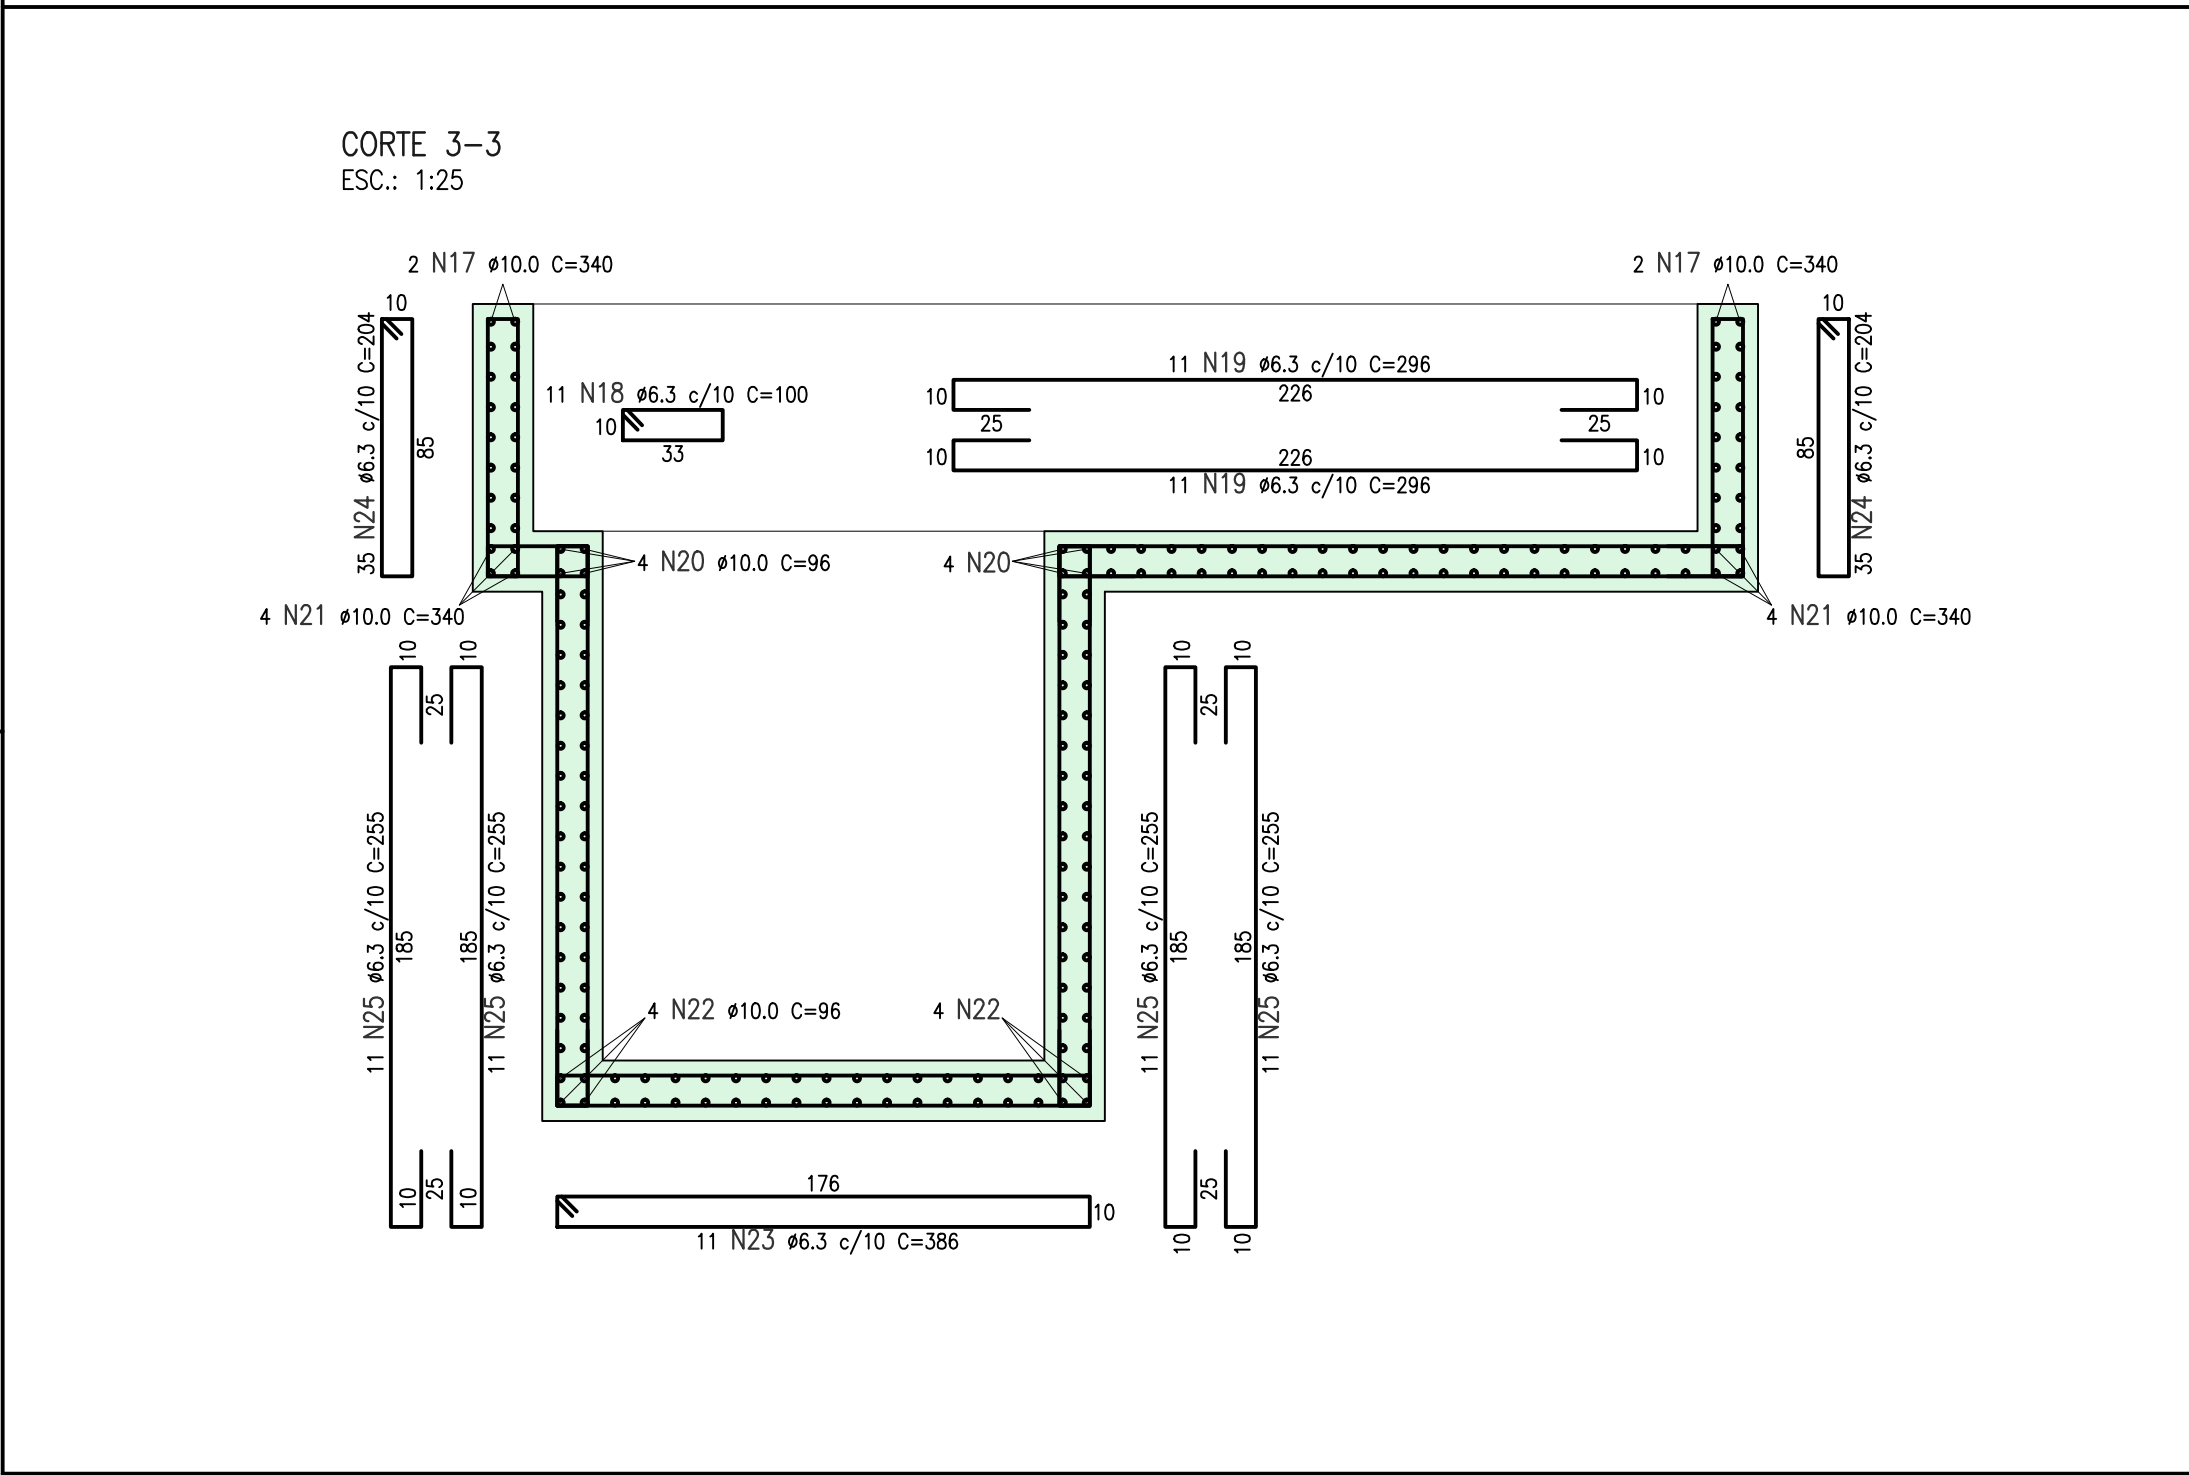 CORTE 3-3
ESC.: 1:25
2 N17 ø10.0 C=340
2 N17 ø10.0 C=340
10
35 N24 ø6.3 c/10 C=204
85
11 N18 ø6.3 c/10 C=100
10
33
11 N19 ø6.3 c/10 C=296
226
10
10
25
25
10
10
226
11 N19 ø6.3 c/10 C=296
10
85
35 N24 ø6.3 c/10 C=204
4 N20 ø10.0 C=96
4 N20
4 N21 ø10.0 C=340
4 N21 ø10.0 C=340
10
10
25
11 N25 ø6.3 c/10 C=255
185
185
11 N25 ø6.3 c/10 C=255
10
25
10
10
10
25
11 N25 ø6.3 c/10 C=255
185
185
11 N25 ø6.3 c/10 C=255
25
10
10
4 N22 ø10.0 C=96
4 N22
176
10
11 N23 ø6.3 c/10 C=386